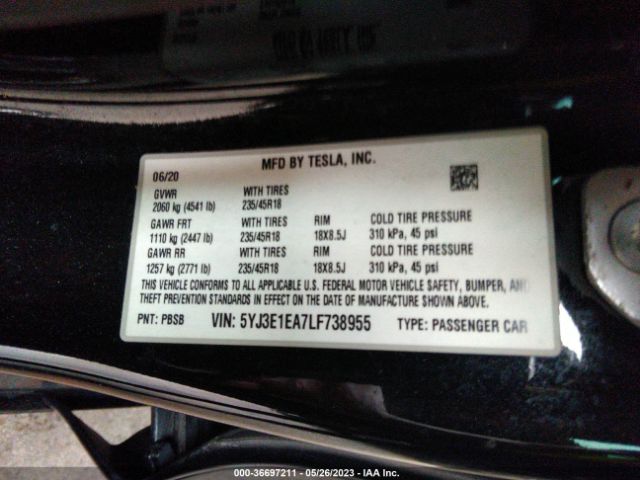 MFD BY TESLA, INC.
06/20
GVWR WITH TIRES
2060 kg (4541 lb) 235/45R18
GAWR FRT WITH TIRES RIM COLD TIRE PRESSURE
1110 kg (2447 lb) 235/45R18 18X8.5J 310 kPa, 45 psi
GAWR RR WITH TIRES RIM COLD TIRE PRESSURE
1257 kg (2771 lb) 235/45R18 18X8.5J 310 kPa, 45 psi
THIS VEHICLE CONFORMS TO ALL APPLICABLE U.S. FEDERAL MOTOR VEHICLE SAFETY, BUMPER, AND
THEFT PREVENTION STANDARDS IN EFFECT ON THE DATE OF MANUFACTURE SHOWN ABOVE.
PNT: PBSB VIN: 5YJ3E1EA7LF738955 TYPE: PASSENGER CAR
000-36697211 - 05/26/2023 - IAA Inc.